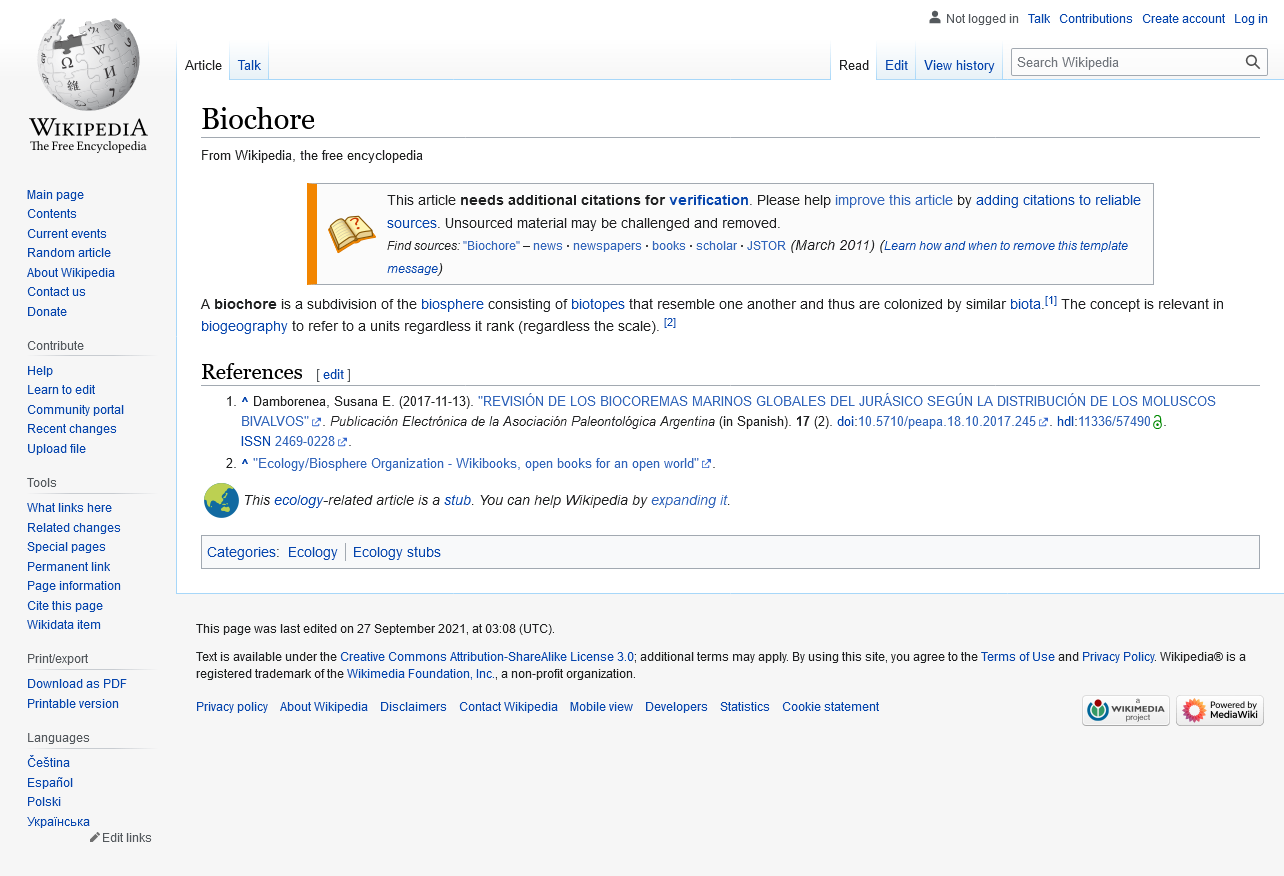 Not logged in Talk Contributions Create account Log in
Article Talk Read Edit View history Search Wikipedia
WIKIPEDIA
The Free Encyclopedia
Main page
Contents
Current events
Random article
About Wikipedia
Contact us
Donate
Contribute
Help
Learn to edit
Community portal
Recent changes
Upload file
Tools
What links here
Related changes
Special pages
Permanent link
Page information
Cite this page
Wikidata item
Print/export
Download as PDF
Printable version
Languages
Čeština
Español
Polski
Українська
Edit links
Biochore
From Wikipedia, the free encyclopedia
This article needs additional citations for verification. Please help improve this article by adding citations to reliable
sources. Unsourced material may be challenged and removed.
Find sources: "Biochore" – news · newspapers · books · scholar · JSTOR (March 2011) (Learn how and when to remove this template
message)
A biochore is a subdivision of the biosphere consisting of biotopes that resemble one another and thus are colonized by similar biota.[1] The concept is relevant in
biogeography to refer to a units regardless it rank (regardless the scale). [2]
References [ edit ]
1. ^ Damborenea, Susana E. (2017-11-13). "REVISIÓN DE LOS BIOCOREMAS MARINOS GLOBALES DEL JURÁSICO SEGÚN LA DISTRIBUCIÓN DE LOS MOLUSCOS
BIVALVOS". Publicación Electrónica de la Asociación Paleontológica Argentina (in Spanish). 17 (2). doi:10.5710/peapa.18.10.2017.245. hdl:11336/57490.
ISSN 2469-0228.
2. ^ "Ecology/Biosphere Organization - Wikibooks, open books for an open world".
This ecology-related article is a stub. You can help Wikipedia by expanding it.
Categories: Ecology Ecology stubs
This page was last edited on 27 September 2021, at 03:08 (UTC).
Text is available under the Creative Commons Attribution-ShareAlike License 3.0; additional terms may apply. By using this site, you agree to the Terms of Use and Privacy Policy. Wikipedia® is a
registered trademark of the Wikimedia Foundation, Inc., a non-profit organization.
Privacy policy About Wikipedia Disclaimers Contact Wikipedia Mobile view Developers Statistics Cookie statement
a
WIKIMEDIA
project
Powered by
MediaWiki